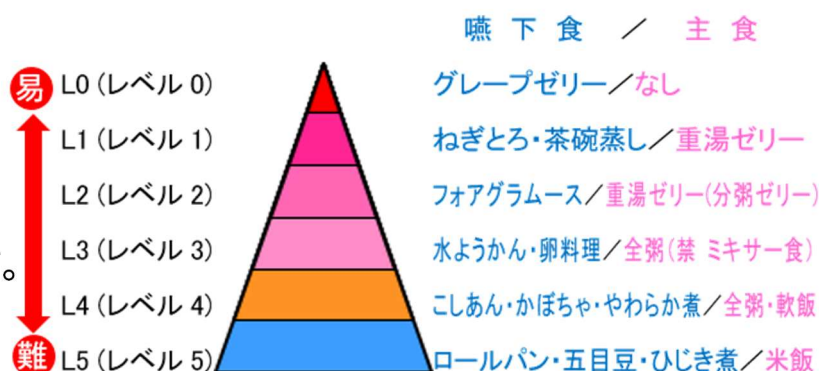 嚥下食 / 主食
易 L0 (レベル 0) グレープゼリー/なし
L1 (レベル 1) ねぎとろ・茶碗蒸し/重湯ゼリー
L2 (レベル 2) フォアグラムース/重湯ゼリー(分粥ゼリー)
L3 (レベル 3) 水ようかん・卵料理/全粥(禁 ミキサー食)
。
L4 (レベル 4) こしあん・かぼちゃ・やわらか煮/全粥・軟飯
難 L5 (レベル 5) ロールパン・五目豆・ひじき煮/米飯